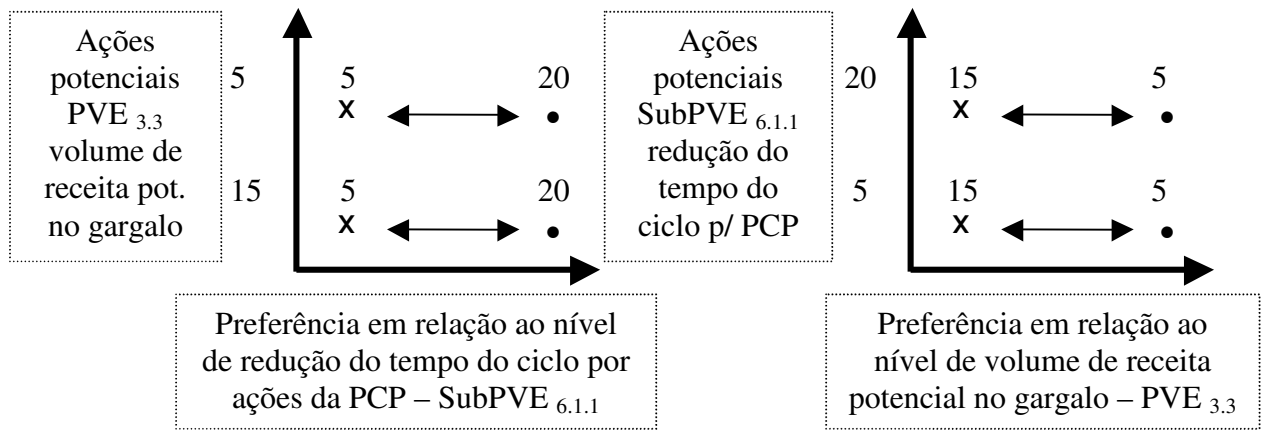 Ações
potenciais
PVE 3.3
volume de
receita pot.
no gargalo
5
15
5
20
x
•
5
20
x
•
Preferência em relação ao nível
de redução do tempo do ciclo por
ações da PCP – SubPVE 6.1.1
Ações
potenciais
SubPVE 6.1.1
redução do
tempo do
ciclo p/ PCP
20
5
15
5
x
•
15
5
x
•
Preferência em relação ao
nível de volume de receita
potencial no gargalo – PVE 3.3